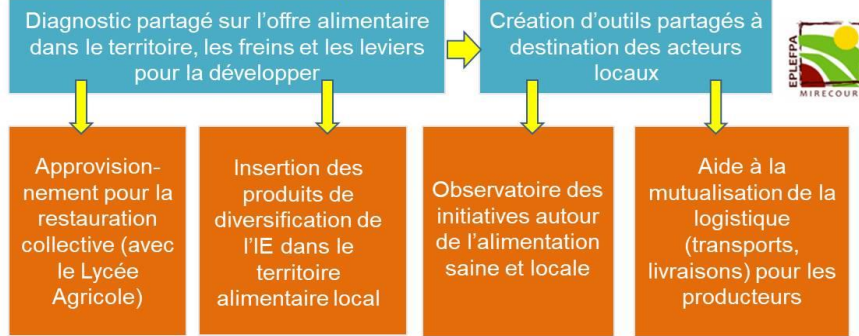 Diagnostic partagé sur l’offre alimentaire
dans le territoire, les freins et les leviers
pour la développer
Création d’outils partagés à
destination des acteurs
locaux
EPLEFPA
MIRECOUR
Approvision-
nement pour la
restauration
collective (avec
le Lycée
Agricole)
Insertion des
produits de
diversification de
l’IE dans le
territoire
alimentaire local
Observatoire des
initiatives autour
de l’alimentation
saine et locale
Aide à la
mutualisation de la
logistique
(transports,
livraisons) pour les
producteurs